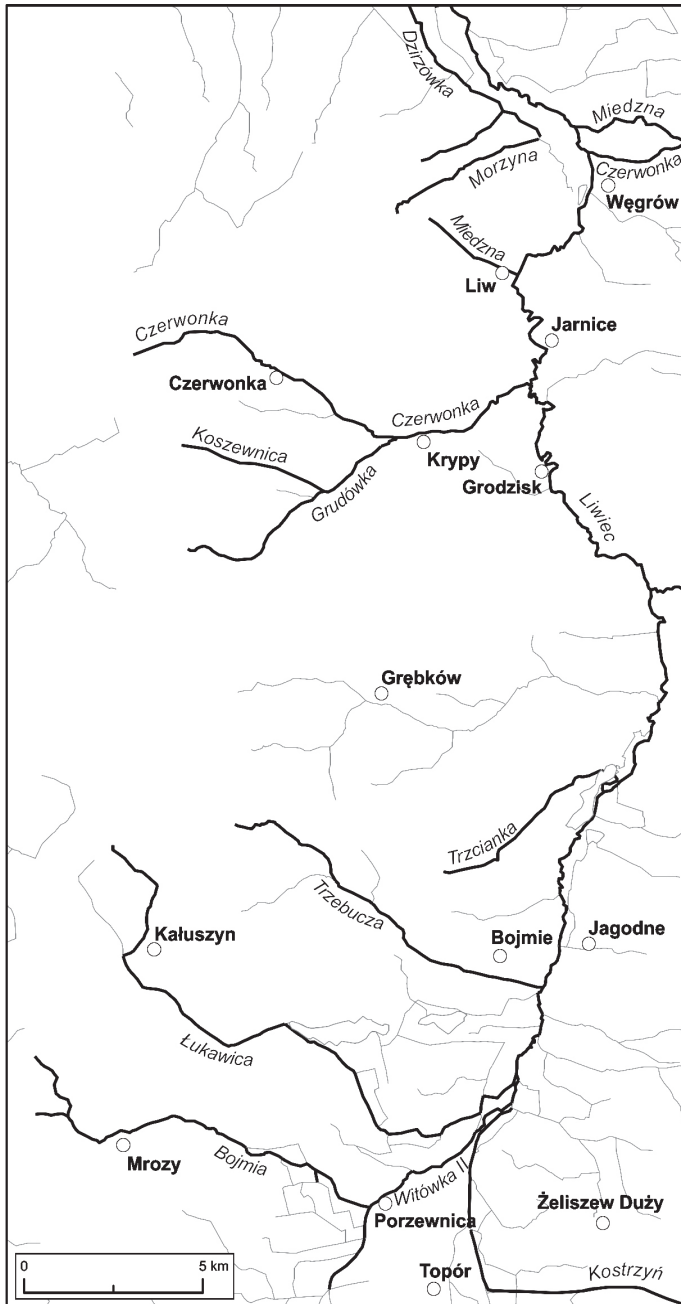 Dzirzówka
Miedzna
Morzyna
Czerwonka
Węgrów
Miedzna
Liw
Czerwonka
Jarnice
Czerwonka
Czerwonka
Koszewnica
Krypy
Grodzisk
Grudówka
Liwiec
Grębków
Trzcianka
Trzebucza
Kałuszyn
Bojmie
Jagodne
Łukawica
Mrozy
Bojmia
Witówka II
Porzewnica
Żeliszew Duży
0 5 km
Topór
Kostrzyń